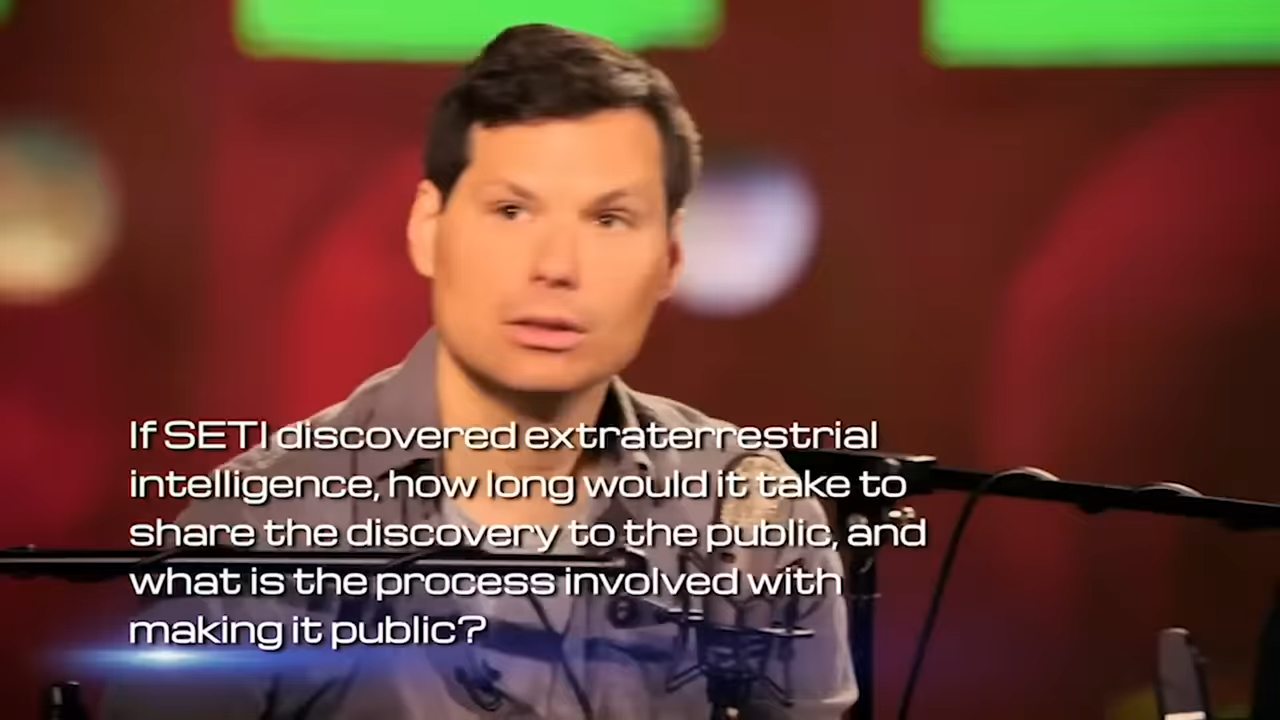 If SETI discovered extraterrestrial
intelligence, how long would it take to
share the discovery to the public, and
what is the process involved with
making it public?